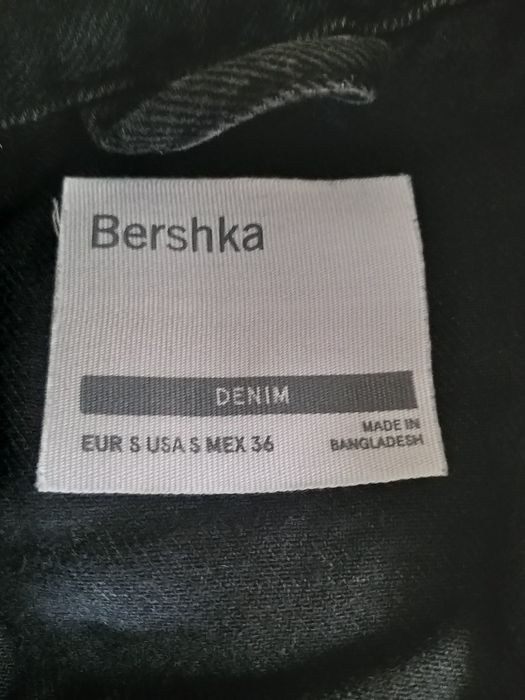 Bershka
DENIM
EUR S USA S MEX 36
MADE IN
BANGLADESH